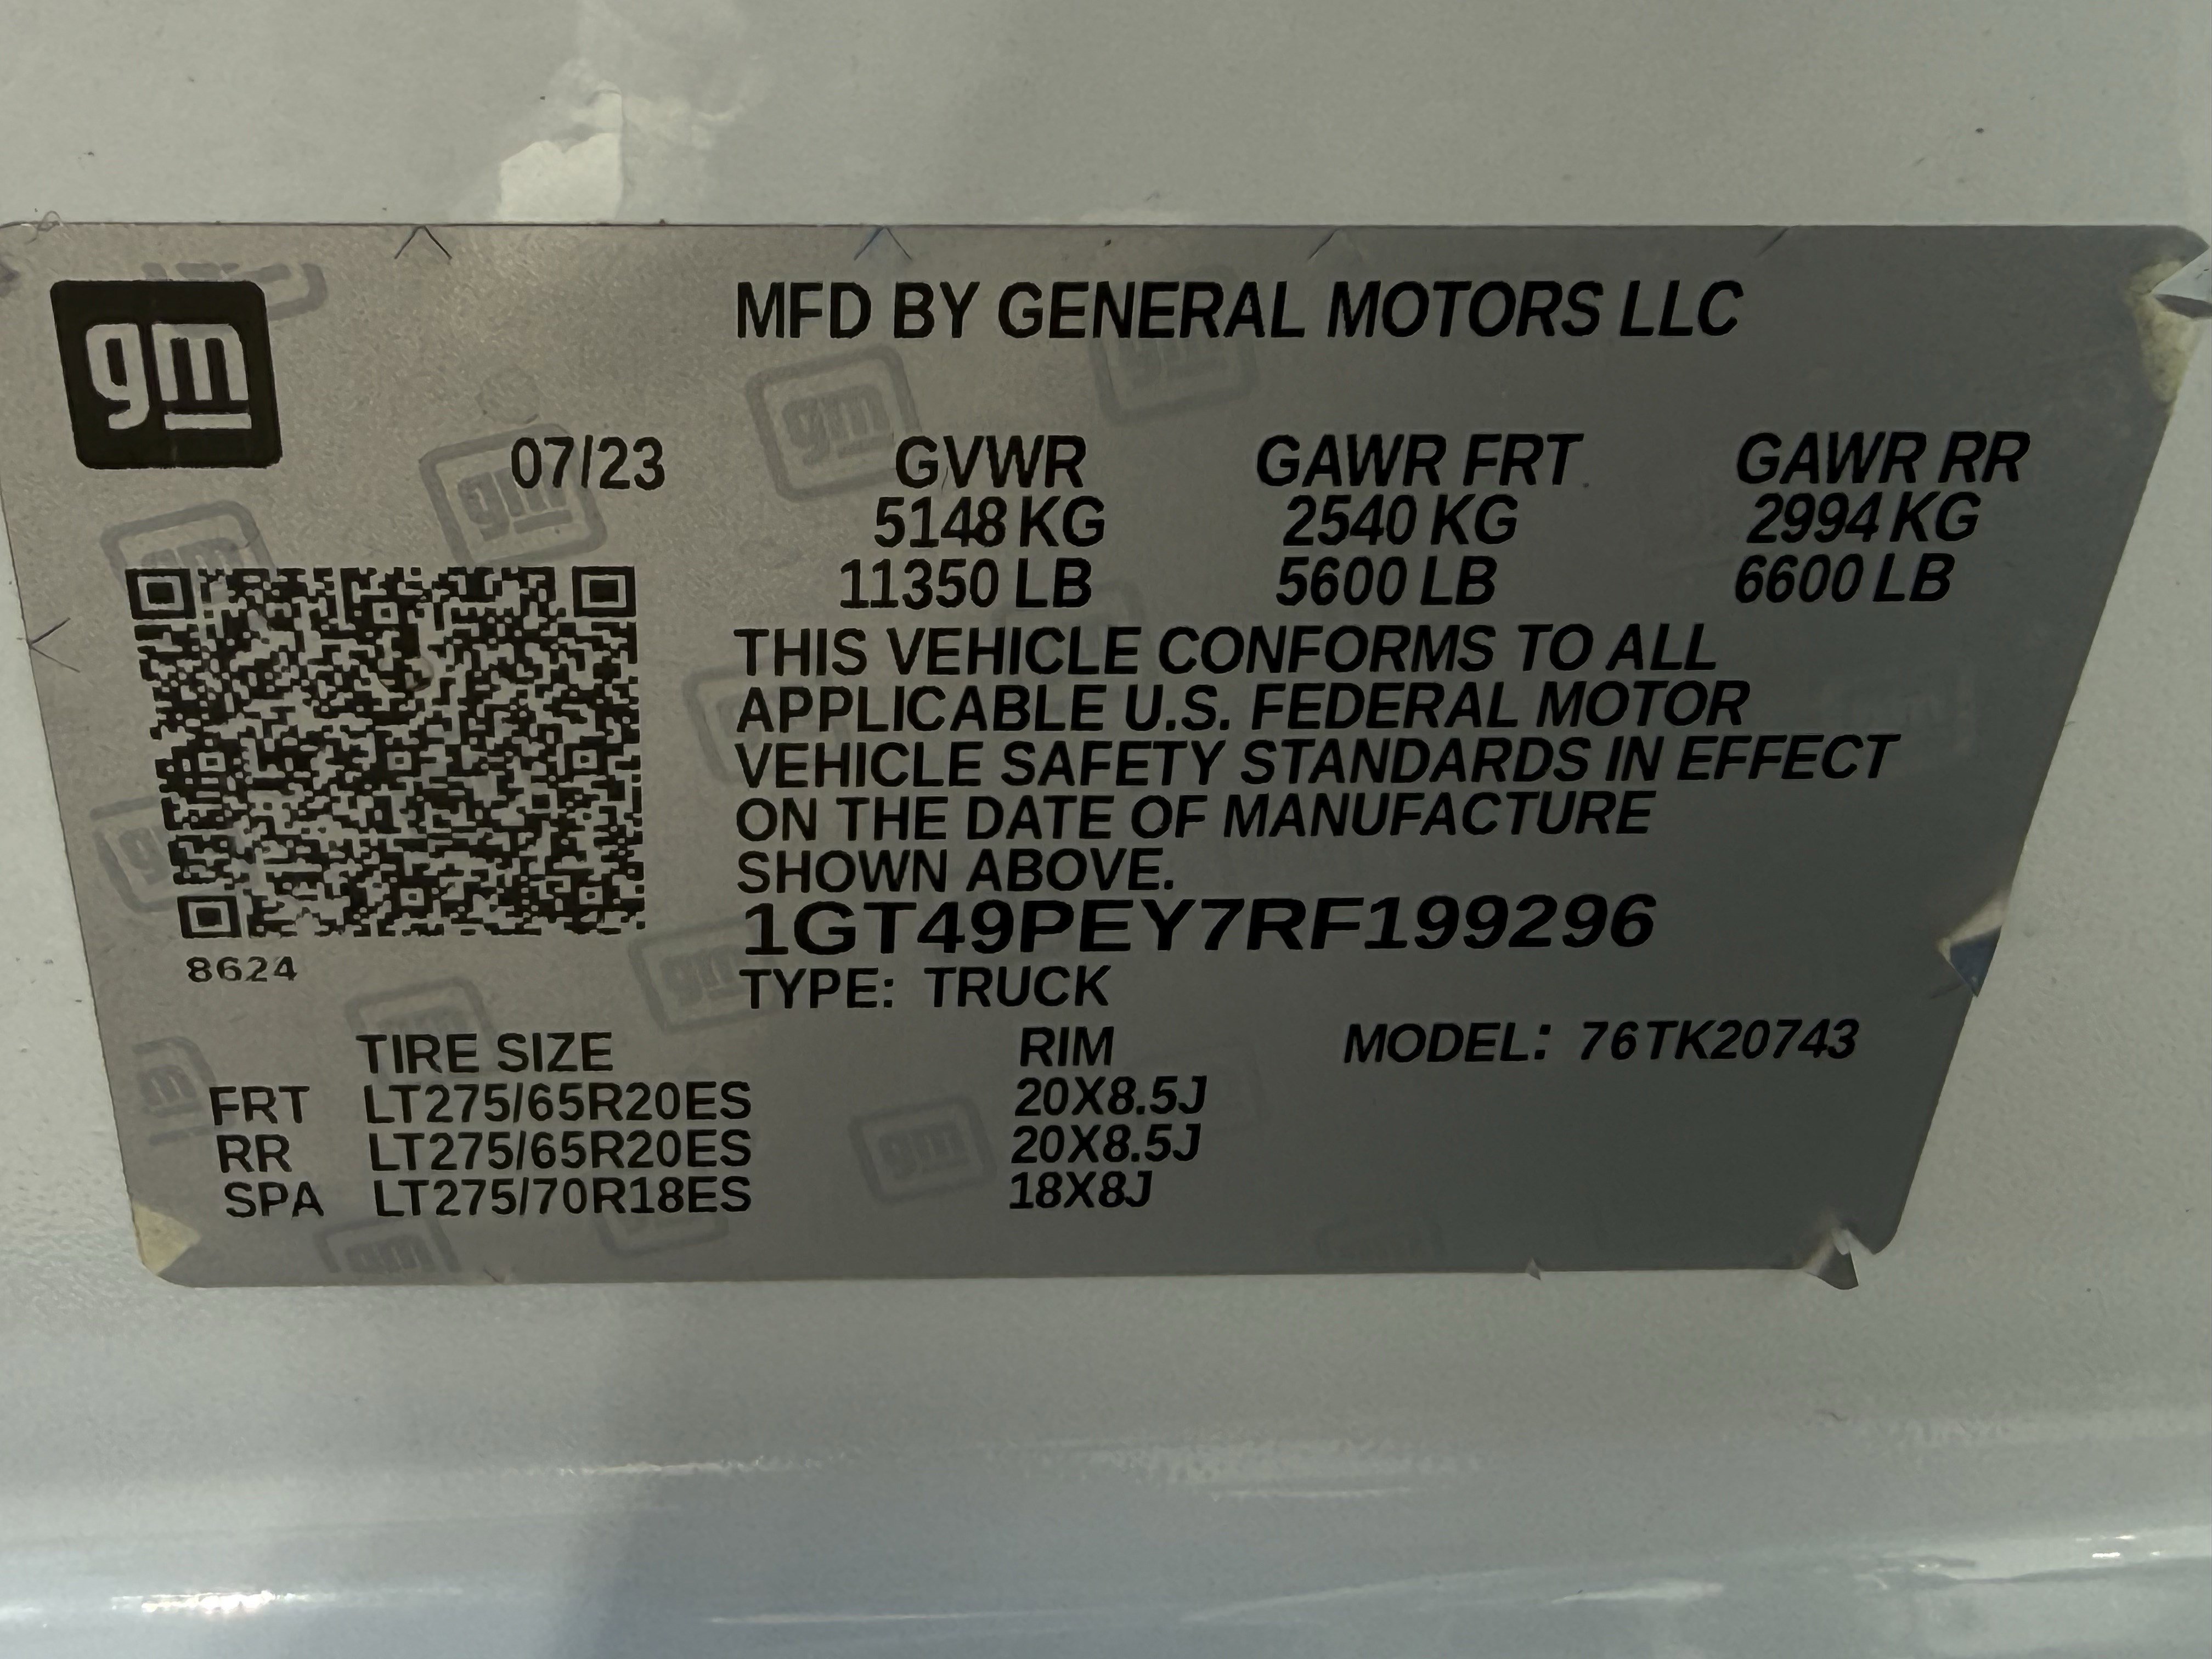 gm
MFD BY GENERAL MOTORS LLC
07/23 GVWR GAWR FRT GAWR RR
5148 KG 2540 KG 2994 KG
11350 LB 5600 LB 6600 LB
THIS VEHICLE CONFORMS TO ALL
APPLICABLE U.S. FEDERAL MOTOR
VEHICLE SAFETY STANDARDS IN EFFECT
ON THE DATE OF MANUFACTURE
SHOWN ABOVE.
1GT49PEY7RF199296
8624
TYPE: TRUCK
TIRE SIZE RIM MODEL: 76TK20743
FRT LT275/65R20ES 20X8.5J
RR LT275/65R20ES 20X8.5J
SPA LT275/70R18ES 18X8J